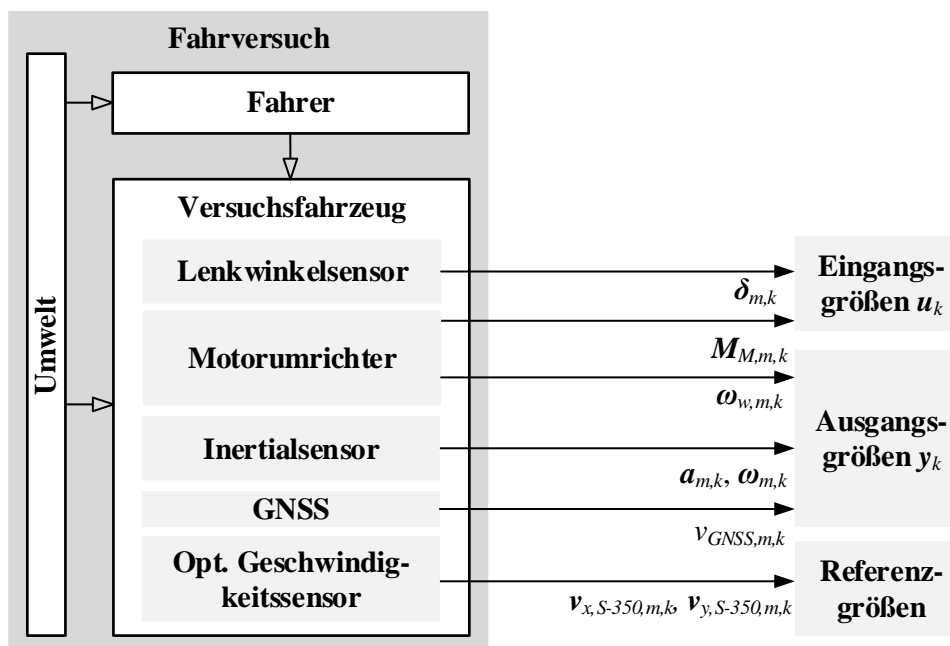 Fahrversuch
Umwelt
Fahrer
Versuchsfahrzeug
Lenkwinkelsensor
Motorumrichter
Inertialsensor
GNSS
Opt. Geschwindig-
keitssensor
δm,k
MM,m,k
ωw,m,k
am,k, ωm,k
vGNSS,m,k
vx,S-350,m,k, vy,S-350,m,k
Eingangs-
größen uk
Ausgangs-
größen yk
Referenz-
größen